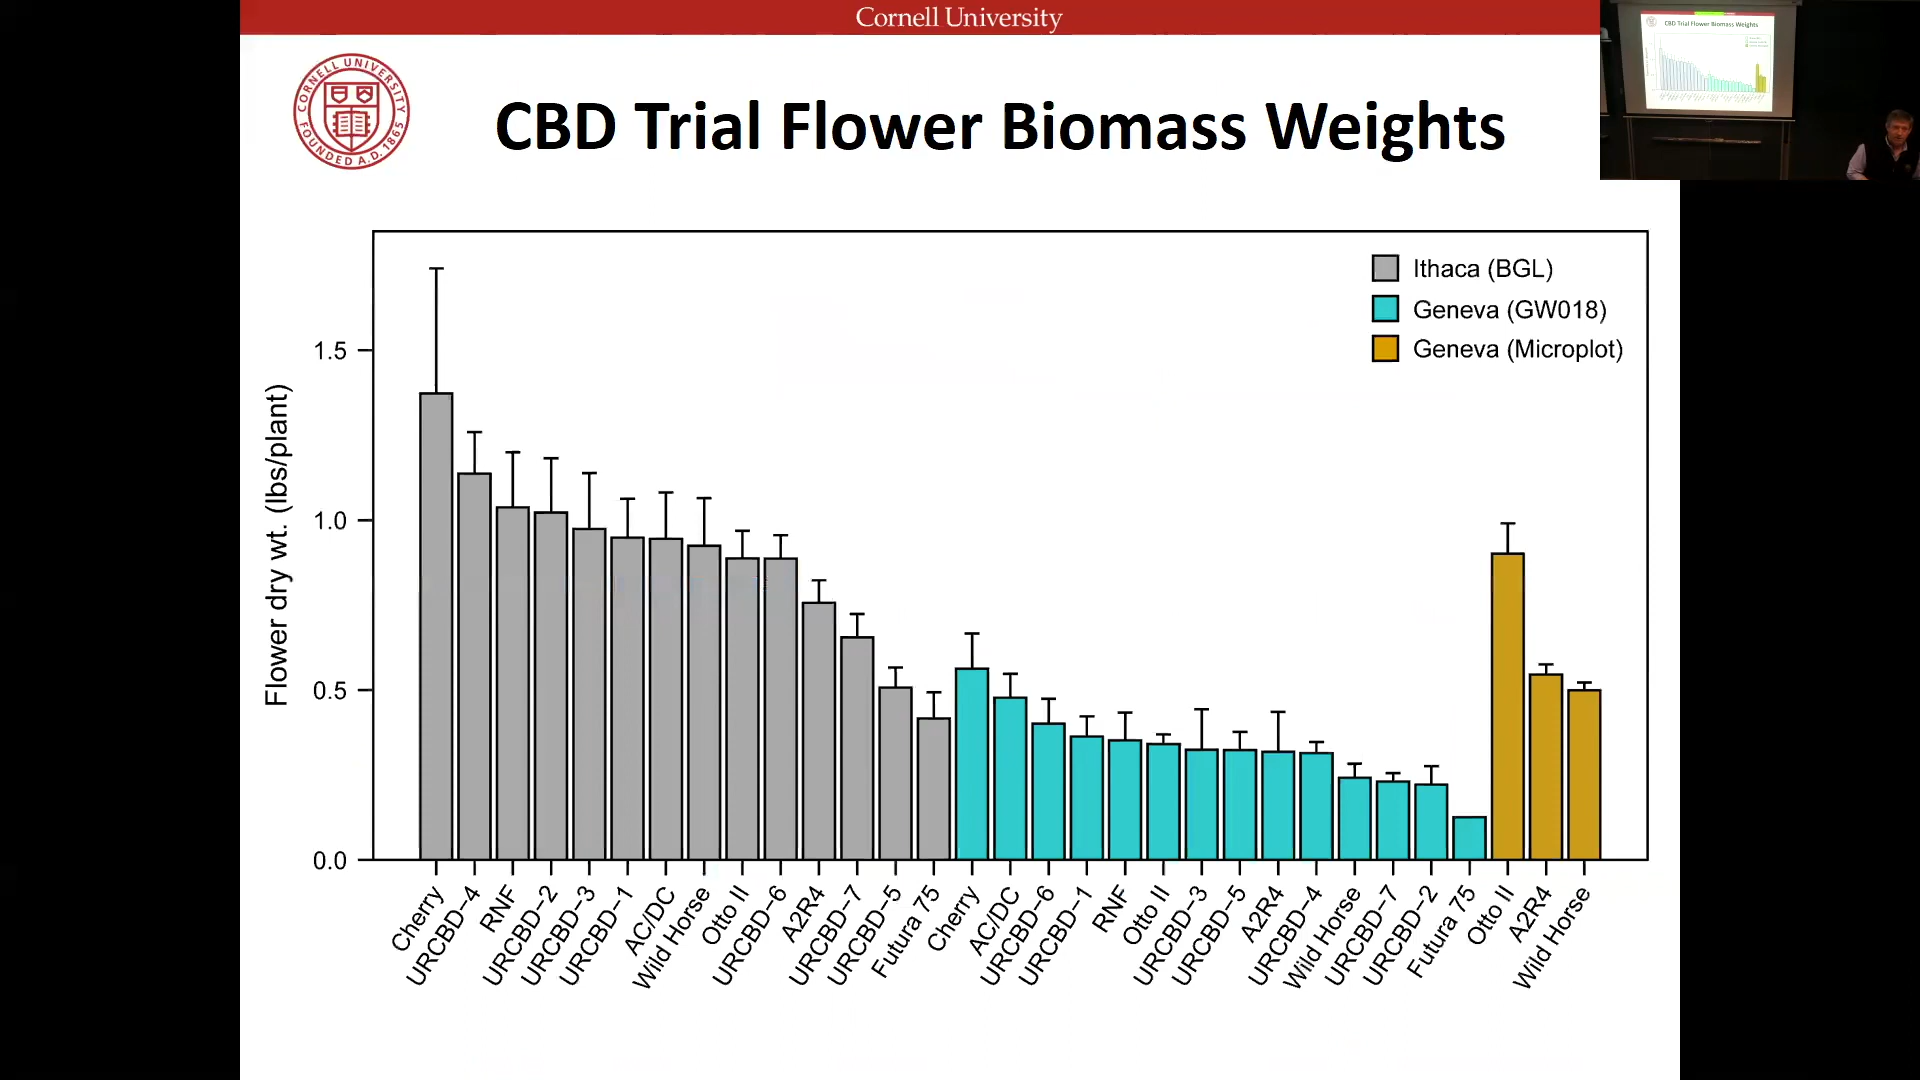 Cornell University
CORNELL UNIVERSITY
FOUNDED A.D. 1865
CBD Trial Flower Biomass Weights
CBD Trial Flower Biomass Weights
Ithaca (BGL)
Geneva (GW018)
Geneva (Microplot)
Flower dry wt. (lbs/plant)
1.5
1.0
0.5
0.0
Cherry
URCBD−4
RNF
URCBD−2
URCBD−3
URCBD−1
AC/DC
Wild Horse
Otto II
URCBD−6
A2R4
URCBD−7
URCBD−5
Futura 75
Cherry
AC/DC
URCBD−6
URCBD−1
RNF
Otto II
URCBD−3
URCBD−5
A2R4
URCBD−4
Wild Horse
URCBD−7
URCBD−2
Futura 75
Otto II
A2R4
Wild Horse